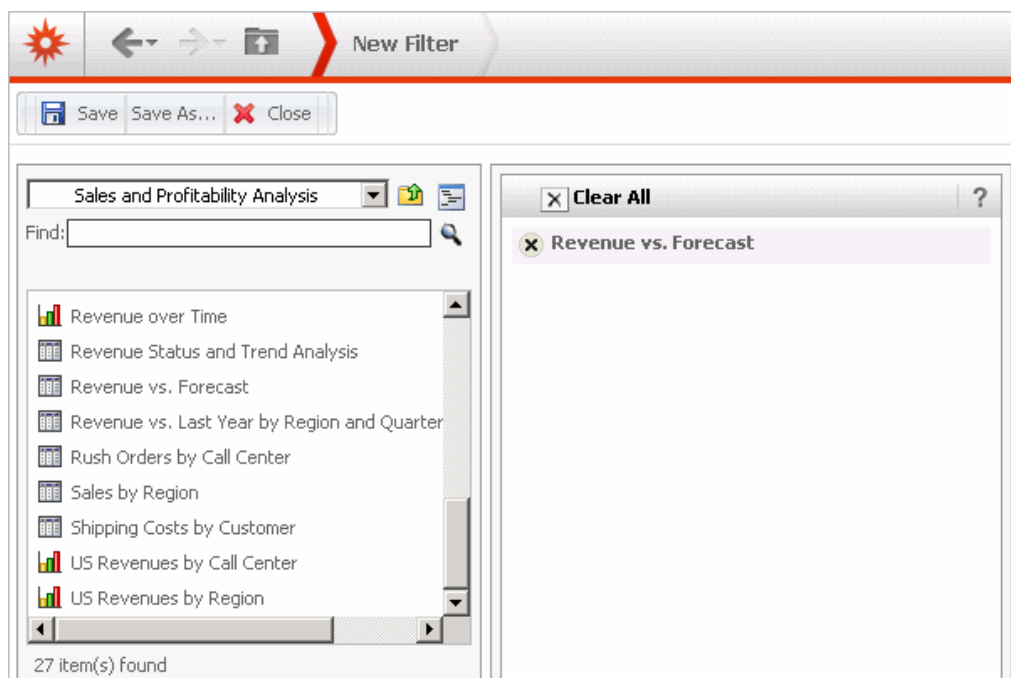 New Filter
Save Save As... Close
Sales and Profitability Analysis
Find:
Revenue over Time
Revenue Status and Trend Analysis
Revenue vs. Forecast
Revenue vs. Last Year by Region and Quarter
Rush Orders by Call Center
Sales by Region
Shipping Costs by Customer
US Revenues by Call Center
US Revenues by Region
27 item(s) found
Clear All ?
Revenue vs. Forecast